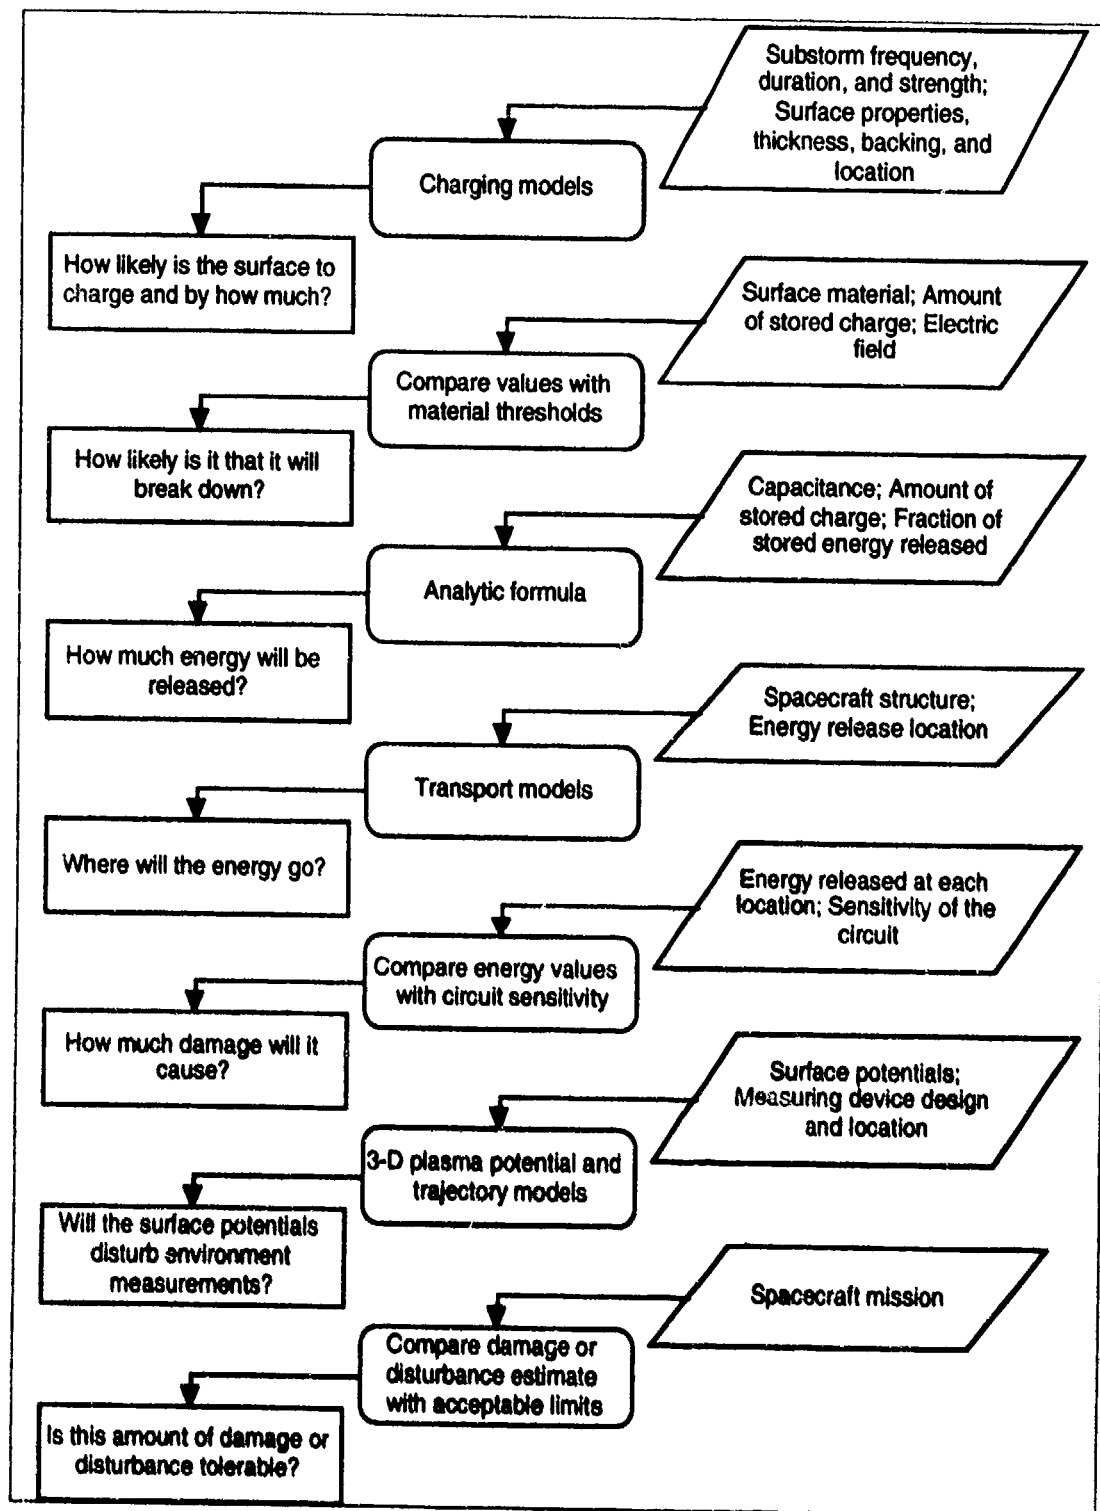 Substorm frequency,
duration, and strength;
Surface properties,
thickness, backing, and
location
Charging models
How likely is the surface to
charge and by how much?
Surface material; Amount
of stored charge; Electric
field
Compare values with
material thresholds
How likely is it that it will
break down?
Capacitance; Amount of
stored charge; Fraction of
stored energy released
Analytic formula
How much energy will be
released?
Spacecraft structure;
Energy release location
Transport models
Where will the energy go?
Energy released at each
location; Sensitivity of the
circuit
Compare energy values
with circuit sensitivity
How much damage will it
cause?
Surface potentials;
Measuring device design
and location
3-D plasma potential and
trajectory models
Will the surface potentials
disturb environment
measurements?
Spacecraft mission
Compare damage or
disturbance estimate
with acceptable limits
Is this amount of damage or
disturbance tolerable?